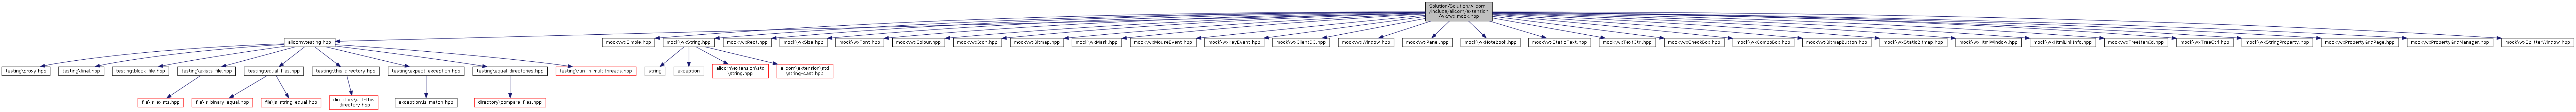 Solution/Solution/Alicorn
/include/alicorn/extension
/wx/wx.mock.hpp
alicorn\testing.hpp
mock\wxSimple.hpp
mock\wxString.hpp
mock\wxRect.hpp
mock\wxSize.hpp
mock\wxFont.hpp
mock\wxColour.hpp
mock\wxIcon.hpp
mock\wxBitmap.hpp
mock\wxMask.hpp
mock\wxMouseEvent.hpp
mock\wxKeyEvent.hpp
mock\wxClientDC.hpp
mock\wxWindow.hpp
mock\wxPanel.hpp
mock\wxNotebook.hpp
mock\wxStaticText.hpp
mock\wxTextCtrl.hpp
mock\wxCheckBox.hpp
mock\wxComboBox.hpp
mock\wxBitmapButton.hpp
mock\wxStaticBitmap.hpp
mock\wxHtmlWindow.hpp
mock\wxHtmlLinkInfo.hpp
mock\wxTreeItemId.hpp
mock\wxTreeCtrl.hpp
mock\wxStringProperty.hpp
mock\wxPropertyGridPage.hpp
mock\wxPropertyGridManager.hpp
mock\wxSplitterWindow.hpp
testing\proxy.hpp
testing\final.hpp
testing\block-file.hpp
testing\exists-file.hpp
testing\equal-files.hpp
testing\this-directory.hpp
testing\expect-exception.hpp
testing\equal-directories.hpp
testing\run-in-multithreads.hpp
string
exception
alicorn\extension\std
\string.hpp
alicorn\extension\std
\string-cast.hpp
file\is-exists.hpp
file\is-binary-equal.hpp
file\is-string-equal.hpp
directory\get-this
-directory.hpp
exception\is-match.hpp
directory\compare-files.hpp